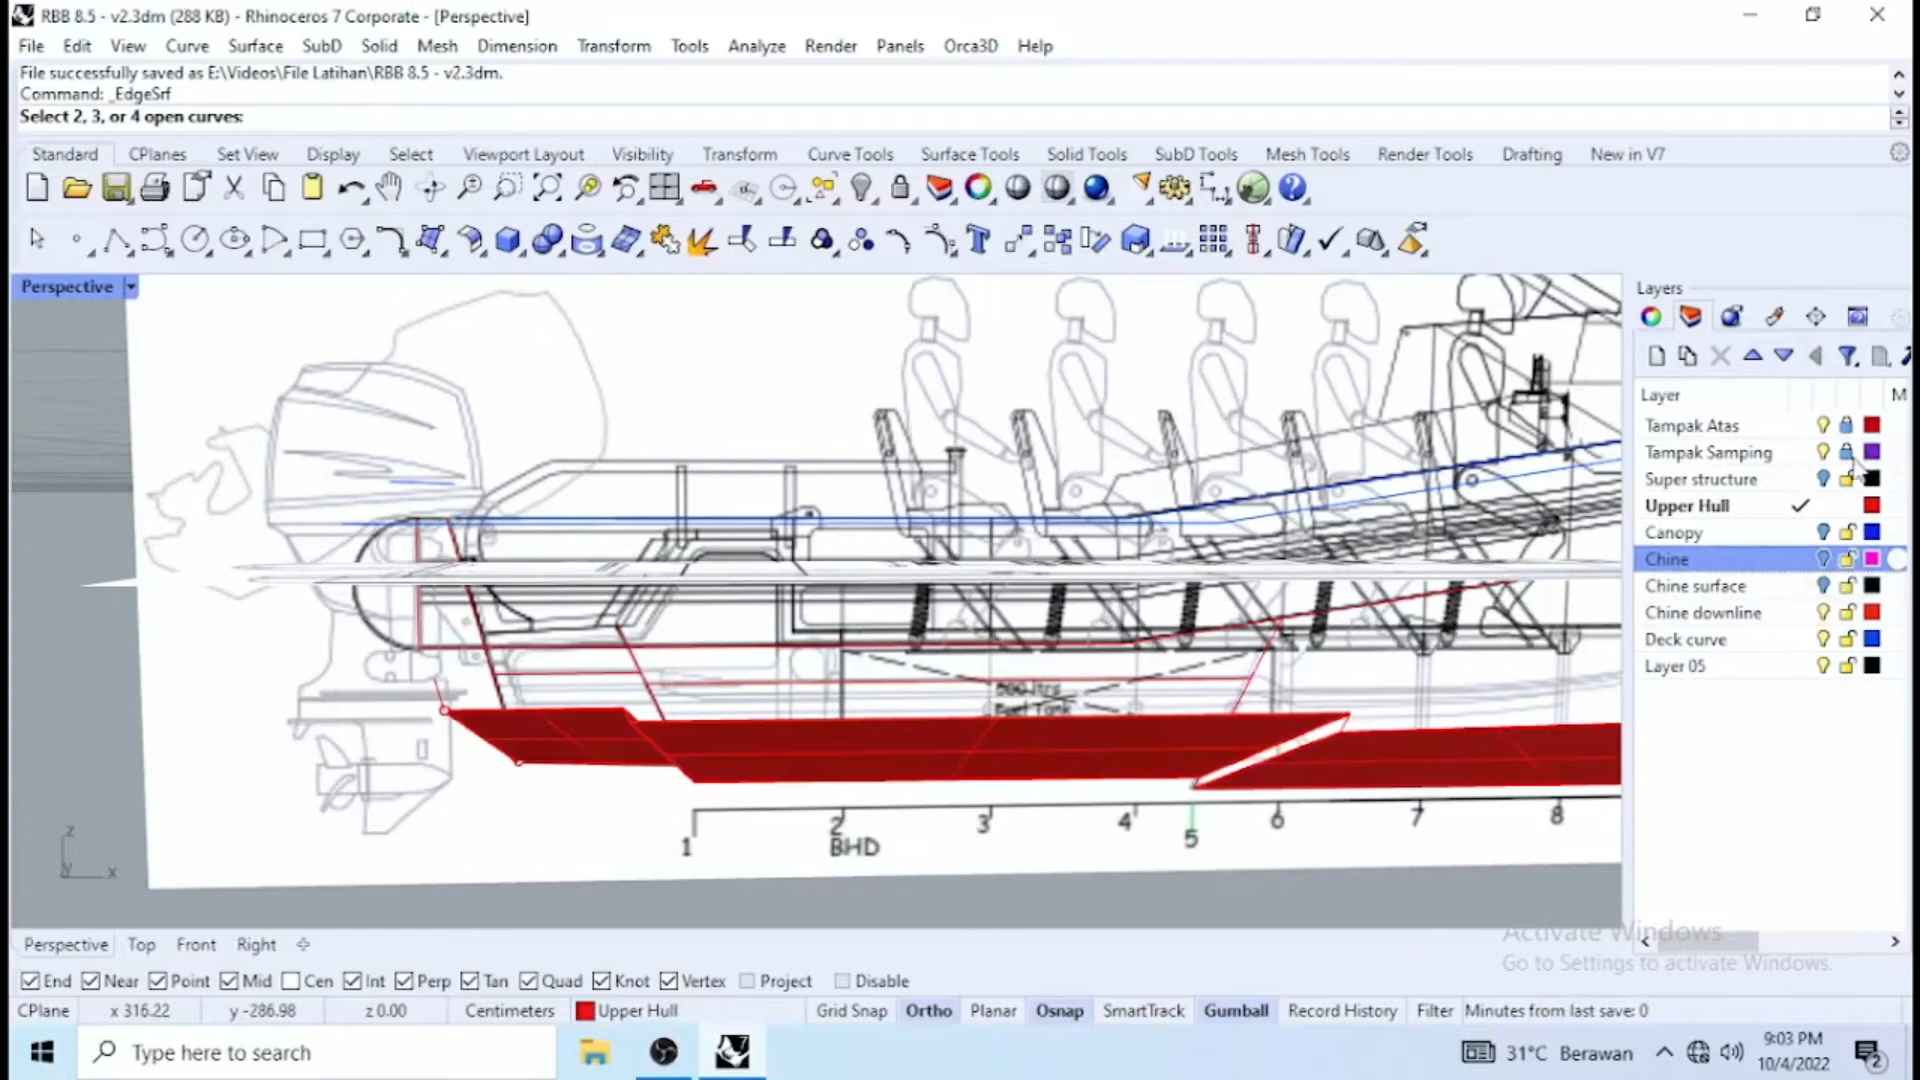 RBB 8.5 - v2.3dm (288 KB) - Rhinoceros 7 Corporate - [Perspective]
File Edit View Curve Surface SubD Solid Mesh Dimension Transform Tools Analyze Render Panels Orca3D Help
File successfully saved as E:\Videos\File Latihan\RBB 8.5 - v2.3dm.
Command: _EdgeSrf
Select 2, 3, or 4 open curves:
Standard CPlanes Set View Display Select Viewport Layout Visibility Transform Curve Tools Surface Tools Solid Tools SubD Tools Mesh Tools Render Tools Drafting New in V7
Perspective
Layers
Layer M
Tampak Atas
Tampak Samping
Super structure
Upper Hull
Canopy
Chine
Chine surface
Chine downline
Deck curve
Layer 05
Fuel Tank
1 2 3 4 5 6 7 8
BHD
z
y x
Activate Windows
Go to Settings to activate Windows.
Perspective Top Front Right
End Near Point Mid Cen Int Perp Tan Quad Knot Vertex Project Disable
CPlane x 316.22 y -286.98 z 0.00 Centimeters Upper Hull Grid Snap Ortho Planar Osnap SmartTrack Gumball Record History Filter Minutes from last save: 0
Type here to search
7
31°C Berawan
9:03 PM
10/4/2022
2